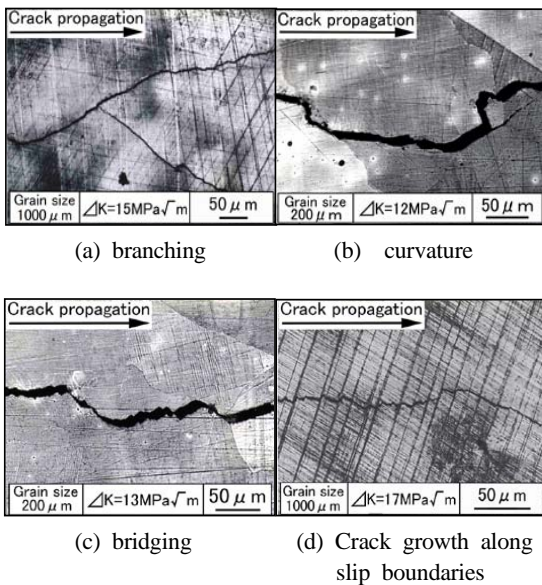 Crack propagation
Grain size
1000 μm
⊿K=15MPa√m
50 μm
(a) branching
Crack propagation
Grain size
200 μm
⊿K=12MPa√m
50 μm
(b) curvature
Crack propagation
Grain size
200 μm
⊿K=13MPa√m
50 μm
(c) bridging
Crack propagation
Grain size
1000 μm
⊿K=17MPa√m
50 μm
(d) Crack growth along
slip boundaries